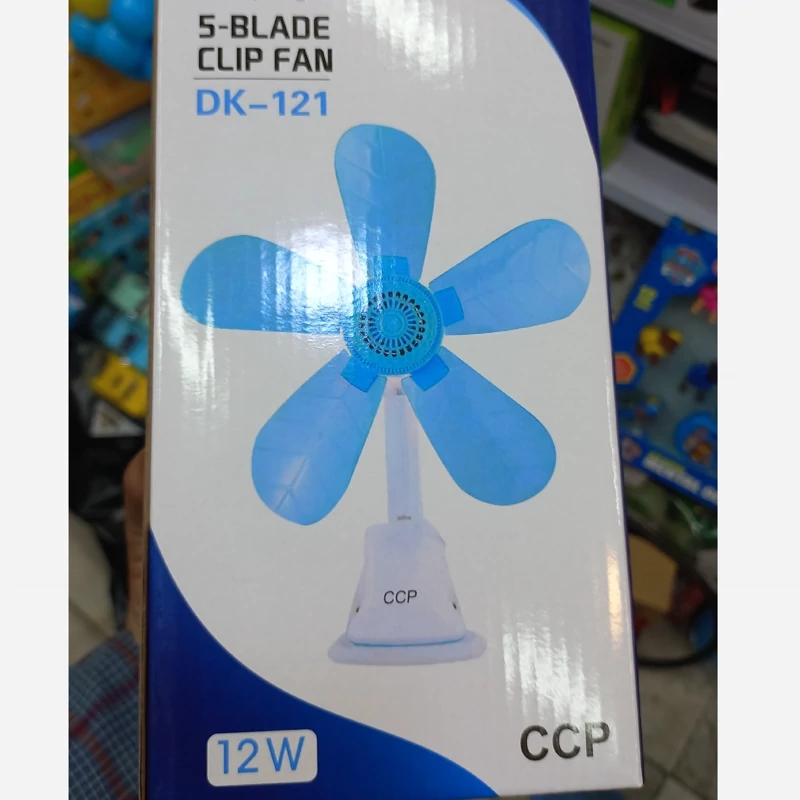 5-BLADE
CLIP FAN
DK-121
CCP
12W
CCP